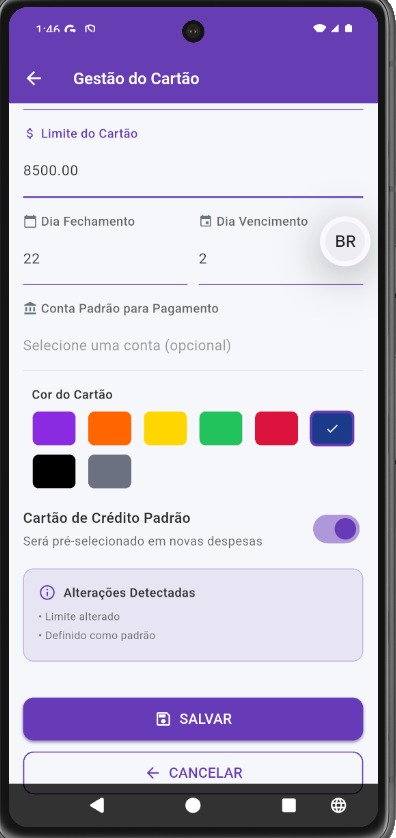 1:46
Gestão do Cartão
Limite do Cartão
8500.00
Dia Fechamento
Dia Vencimento
BR
22
2
Conta Padrão para Pagamento
Selecione uma conta (opcional)
Cor do Cartão
Cartão de Crédito Padrão
Será pré-selecionado em novas despesas
Alterações Detectadas
• Limite alterado
• Definido como padrão
SALVAR
CANCELAR